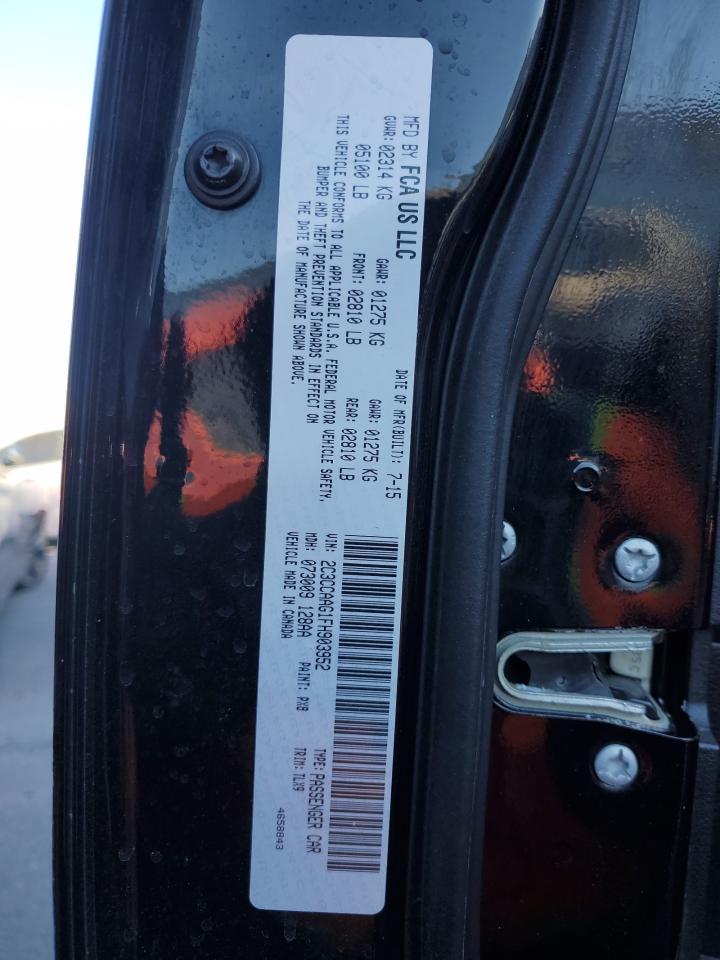 MFD BY FCA US LLC
DATE OF MFR(BUILT): 7-15
GVWR: 02314 KG
GAWR: 01275 KG
GAWR: 01275 KG
05100 LB
FRONT: 02810 LB
REAR: 02810 LB
THIS VEHICLE CONFORMS TO ALL APPLICABLE U.S.A. FEDERAL MOTOR VEHICLE SAFETY,
BUMPER AND THEFT PREVENTION STANDARDS IN EFFECT ON
THE DATE OF MANUFACTURE SHOWN ABOVE.
VIN: 2C3CCAAG1FH903952
TYPE: PASSENGER CAR
MDH: 073009 128AA
PAINT: PX8
TRIM: TLX9
VEHICLE MADE IN CANADA
4658843